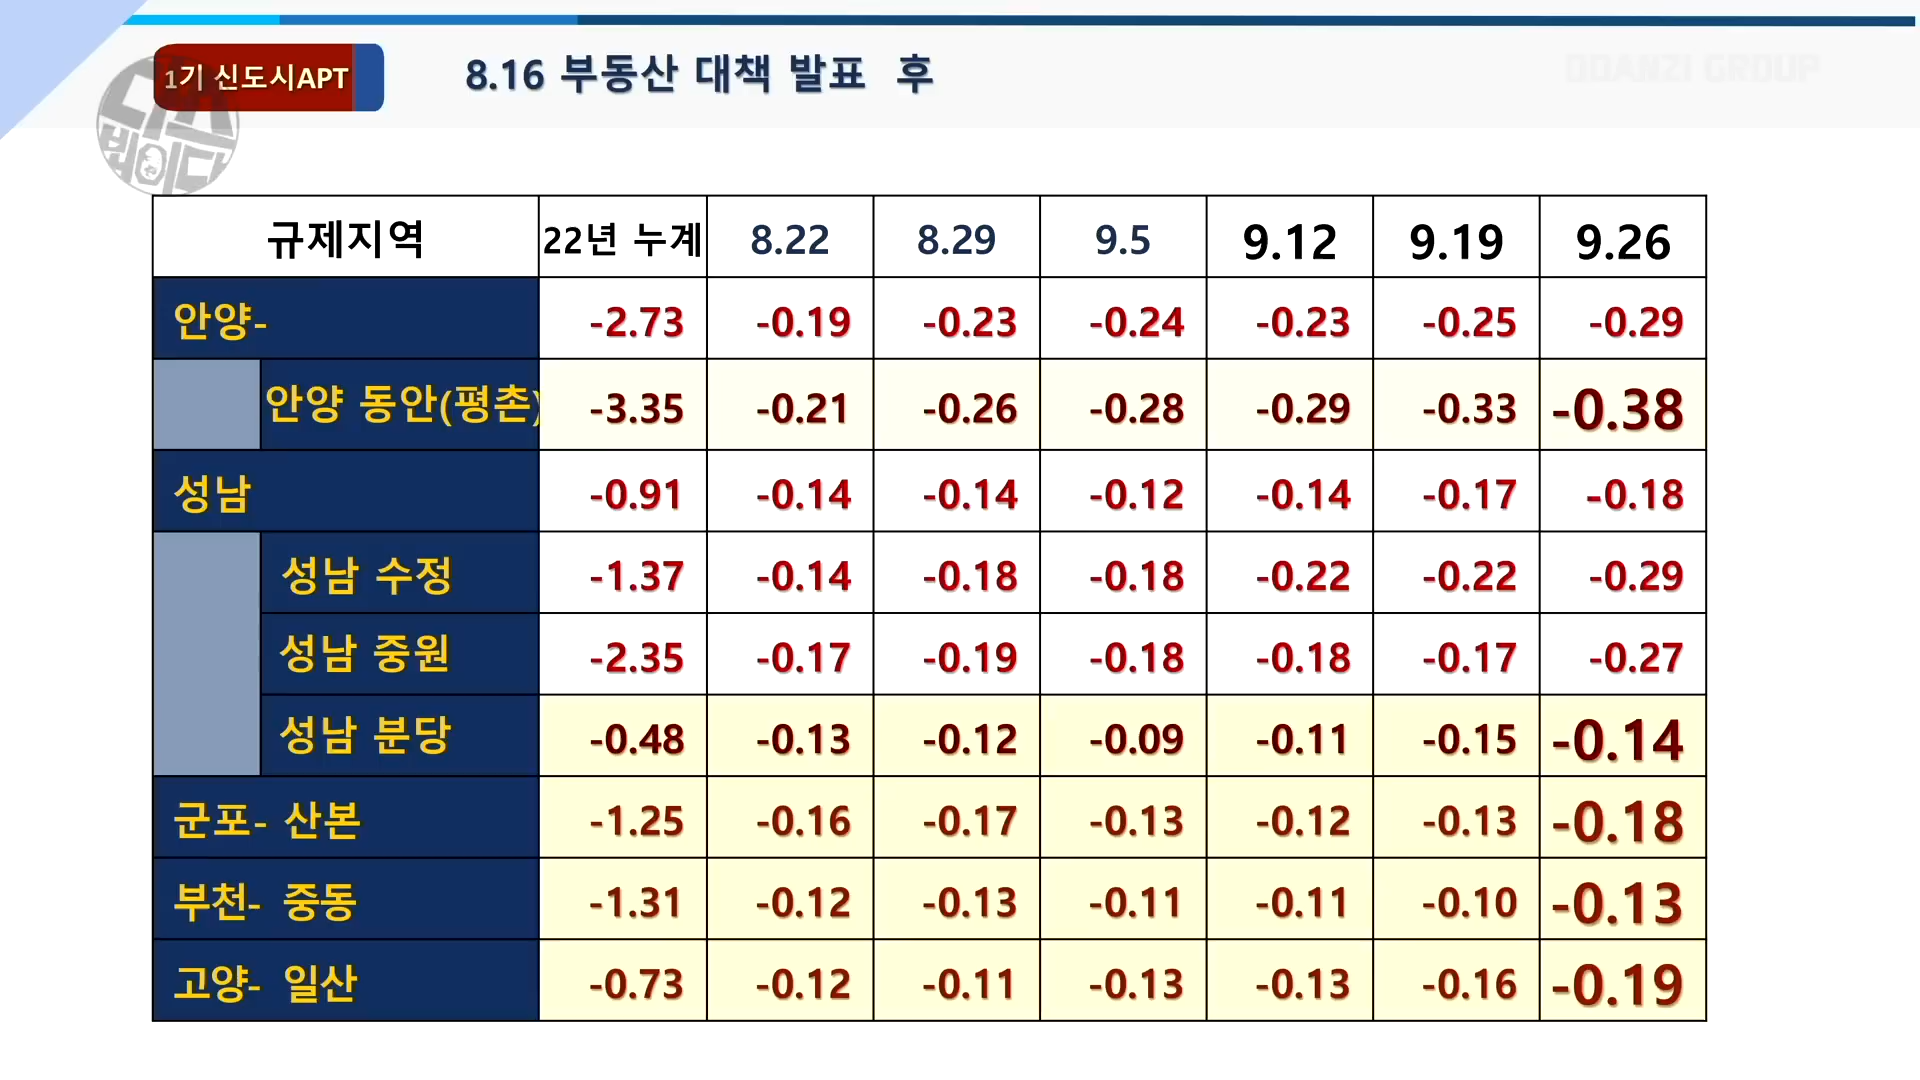 1기 신도시APT
8.16 부동산 대책 발표 후
DDANZI GROUP
규제지역 22년 누계 8.22 8.29 9.5 9.12 9.19 9.26
안양- -2.73 -0.19 -0.23 -0.24 -0.23 -0.25 -0.29
안양 동안(평촌) -3.35 -0.21 -0.26 -0.28 -0.29 -0.33 -0.38
성남 -0.91 -0.14 -0.14 -0.12 -0.14 -0.17 -0.18
성남 수정 -1.37 -0.14 -0.18 -0.18 -0.22 -0.22 -0.29
성남 중원 -2.35 -0.17 -0.19 -0.18 -0.18 -0.17 -0.27
성남 분당 -0.48 -0.13 -0.12 -0.09 -0.11 -0.15 -0.14
군포- 산본 -1.25 -0.16 -0.17 -0.13 -0.12 -0.13 -0.18
부천- 중동 -1.31 -0.12 -0.13 -0.11 -0.11 -0.10 -0.13
고양- 일산 -0.73 -0.12 -0.11 -0.13 -0.13 -0.16 -0.19